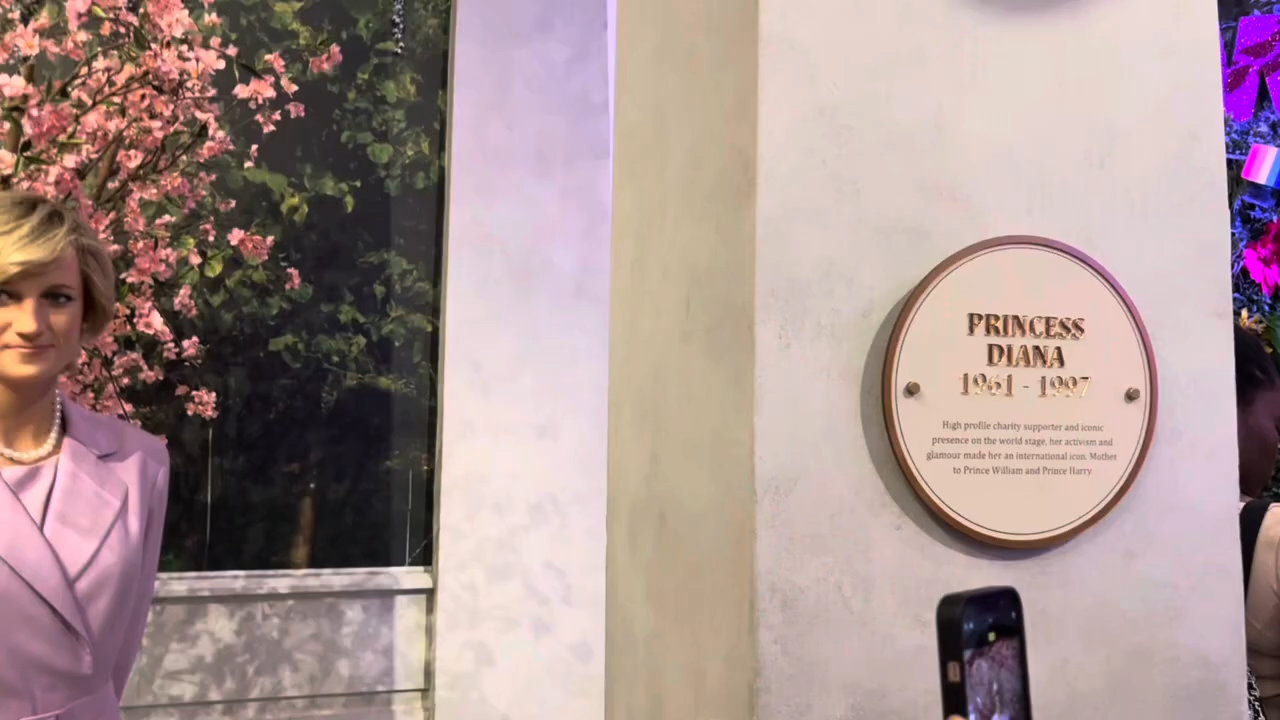 PRINCESS
DIANA
1961 - 1997
High profile charity supporter and iconic
presence on the world stage, her activism and
glamour made her an international icon. Mother
to Prince William and Prince Harry